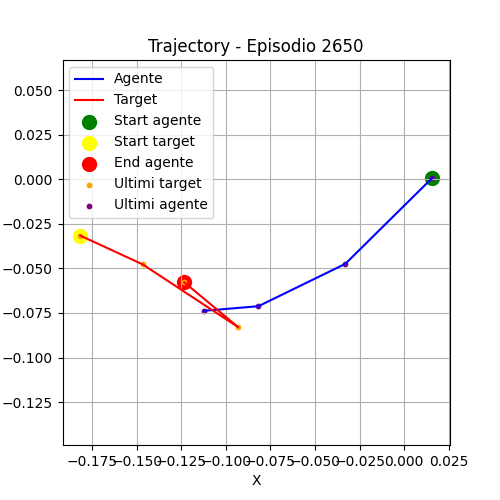 Trajectory - Episodio 2650
Agente
Target
Start agente
Start target
End agente
Ultimi target
Ultimi agente
0.050
0.025
0.000
−0.025
−0.050
−0.075
−0.100
−0.125
−0.175 −0.150 −0.125 −0.100 −0.075 −0.050 −0.025 0.000 0.025
X